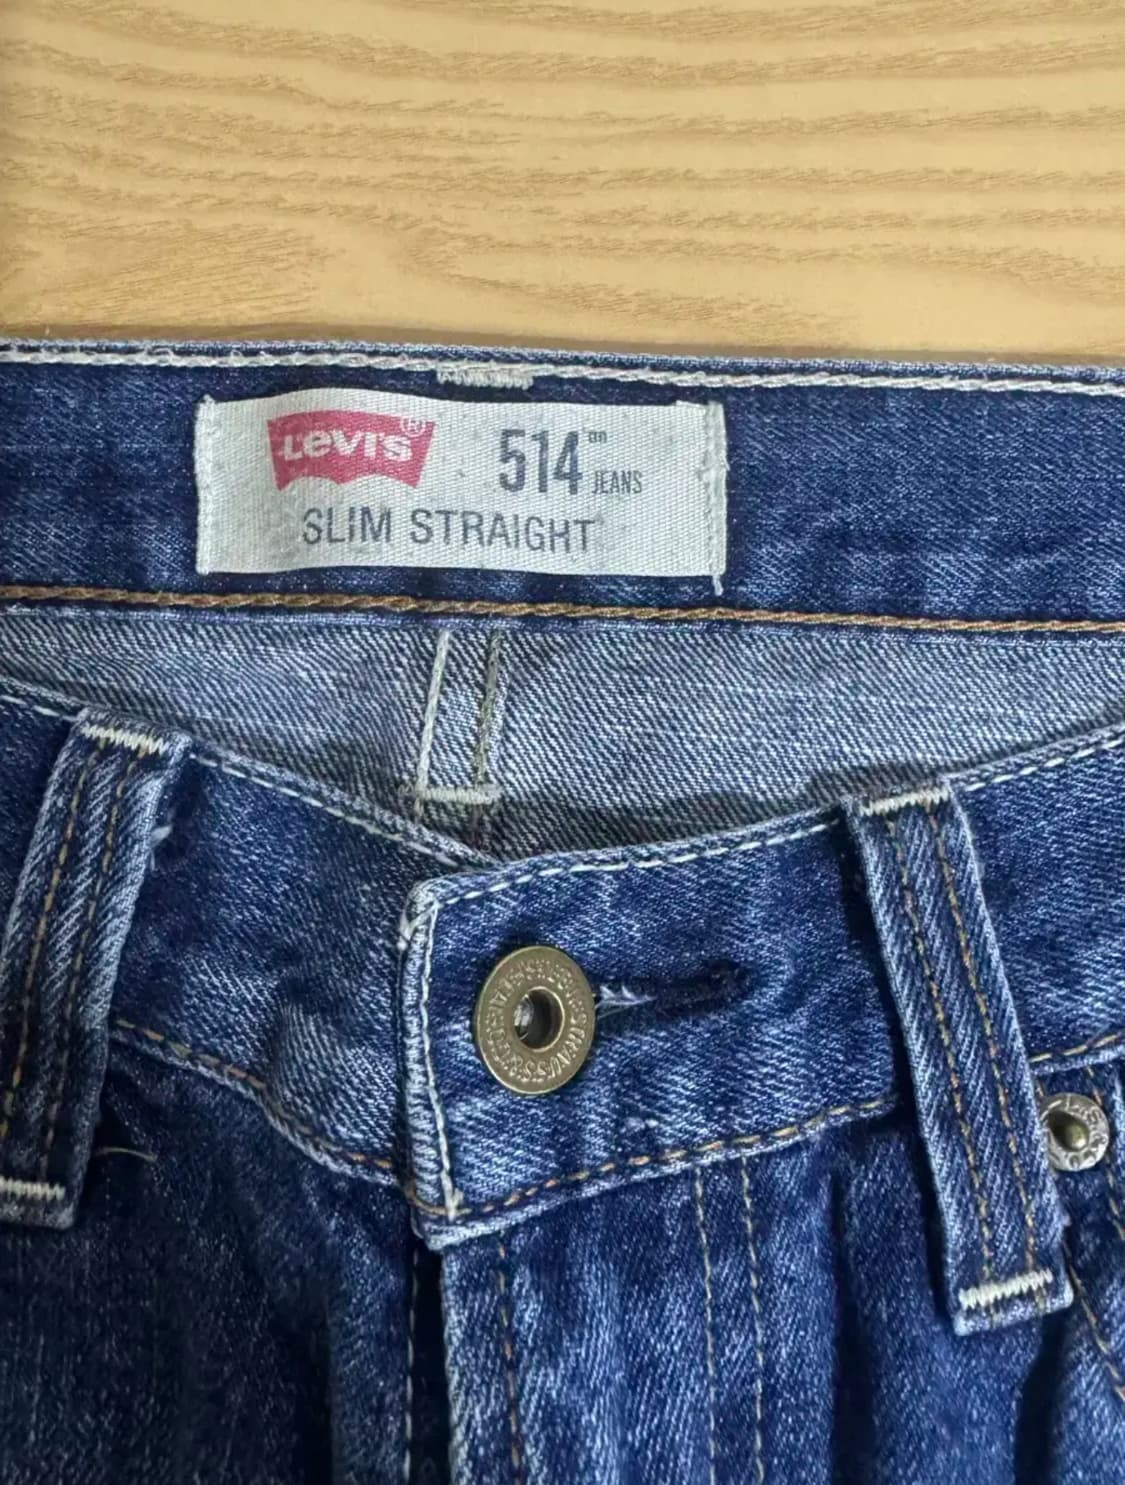 Levi's®
514™ JEANS
SLIM STRAIGHT